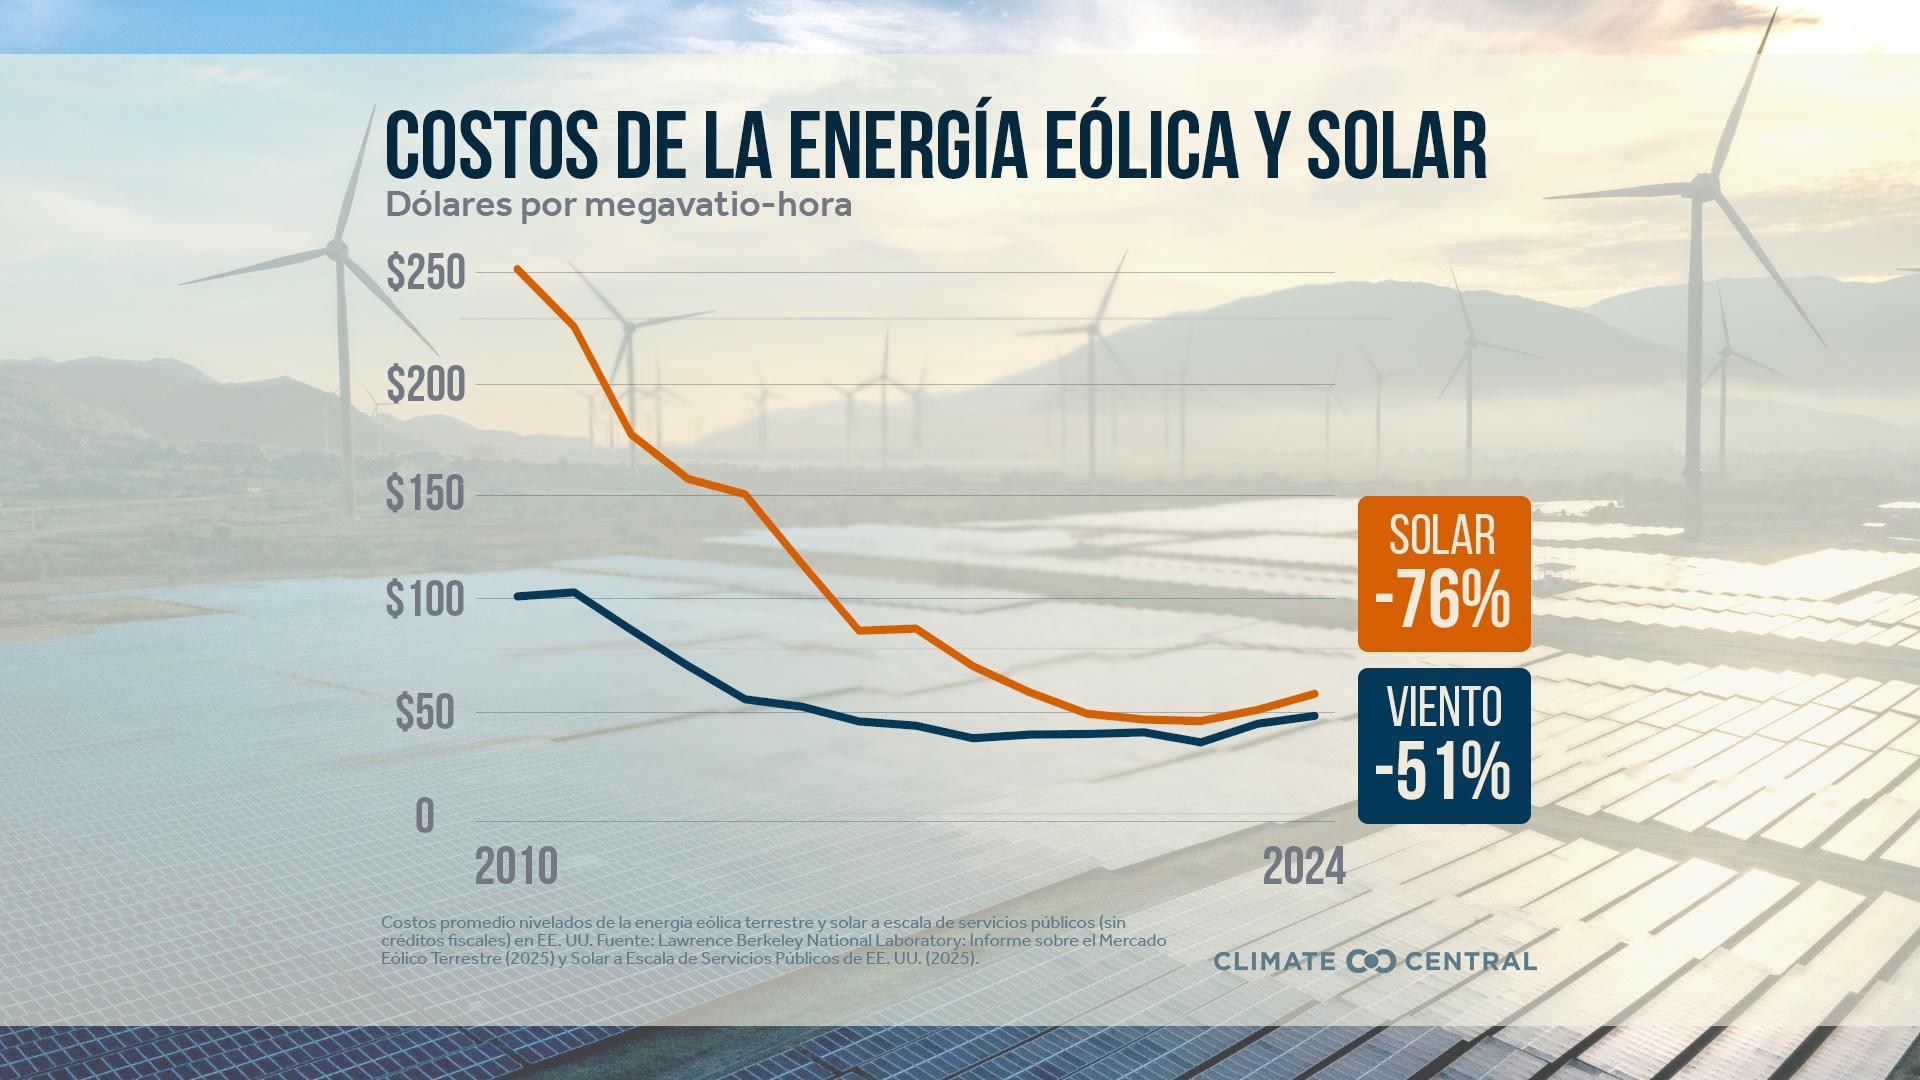 COSTOS DE LA ENERGÍA EÓLICA Y SOLAR
Dólares por megavatio-hora
$250
$200
$150
$100
$50
0
2010
2024
SOLAR
-76%
VIENTO
-51%
Costos promedio nivelados de la energía eólica terrestre y solar a escala de servicios públicos (sin
créditos fiscales) en EE. UU. Fuente: Lawrence Berkeley National Laboratory: Informe sobre el Mercado
Eólico Terrestre (2025) y Solar a Escala de Servicios Públicos de EE. UU. (2025).
CLIMATE CENTRAL